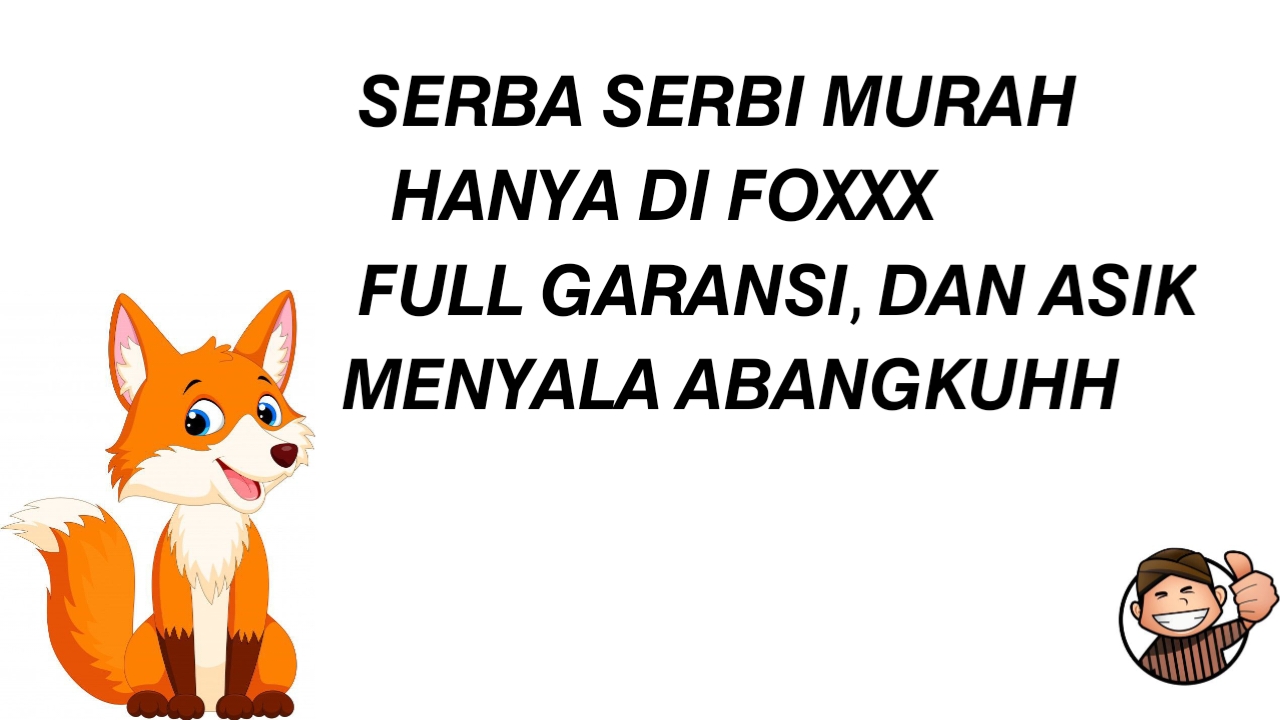 SERBA SERBI MURAH
HANYA DI FOXXX
FULL GARANSI, DAN ASIK
MENYALA ABANGKUHH